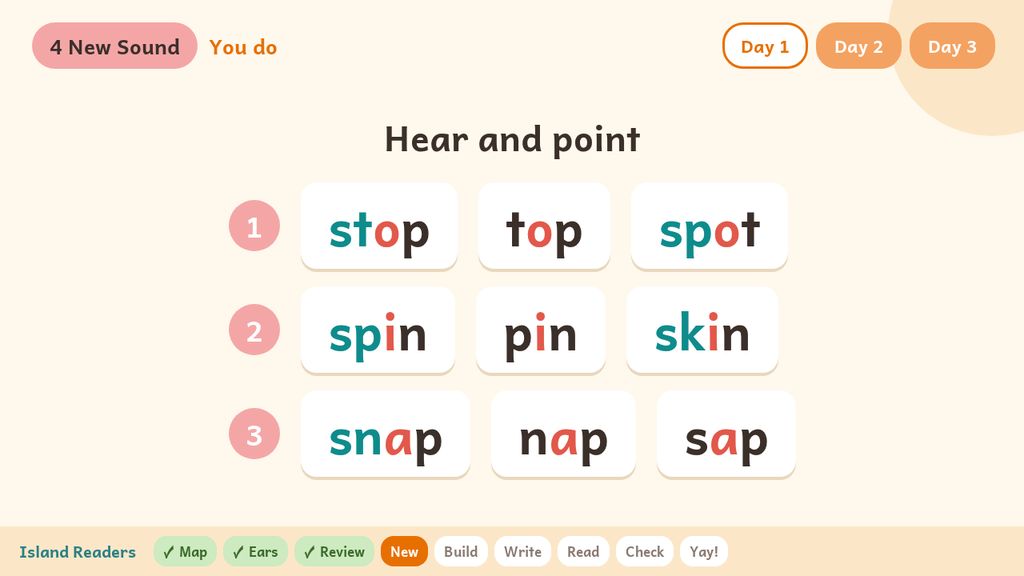 4 New Sound You do Day 1 Day 2 Day 3
Hear and point
1 stop top spot
2 spin pin skin
3 snap nap sap
Island Readers ✓ Map ✓ Ears ✓ Review New Build Write Read Check Yay!